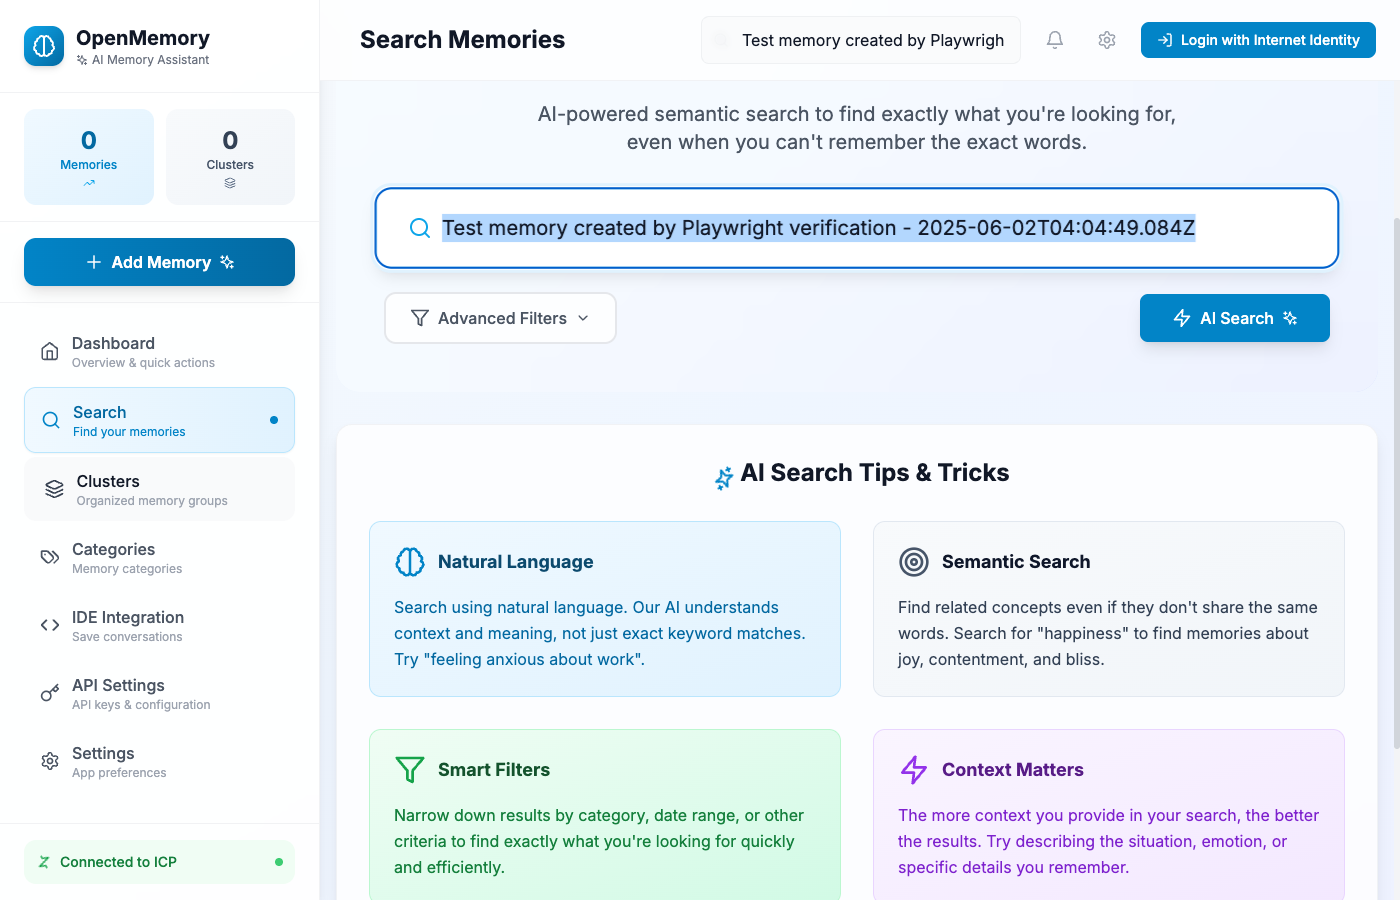 OpenMemory
AI Memory Assistant
0
Memories
0
Clusters
Add Memory
Dashboard
Overview & quick actions
Search
Find your memories
Clusters
Organized memory groups
Categories
Memory categories
IDE Integration
Save conversations
API Settings
API keys & configuration
Settings
App preferences
Connected to ICP
Search Memories
Test memory created by Playwrigh
Login with Internet Identity
AI-powered semantic search to find exactly what you're looking for,
even when you can't remember the exact words.
Test memory created by Playwright verification - 2025-06-02T04:04:49.084Z
Advanced Filters
AI Search
AI Search Tips & Tricks
Natural Language
Search using natural language. Our AI understands
context and meaning, not just exact keyword matches.
Try "feeling anxious about work".
Semantic Search
Find related concepts even if they don't share the same
words. Search for "happiness" to find memories about
joy, contentment, and bliss.
Smart Filters
Narrow down results by category, date range, or other
criteria to find exactly what you're looking for quickly
and efficiently.
Context Matters
The more context you provide in your search, the better
the results. Try describing the situation, emotion, or
specific details you remember.